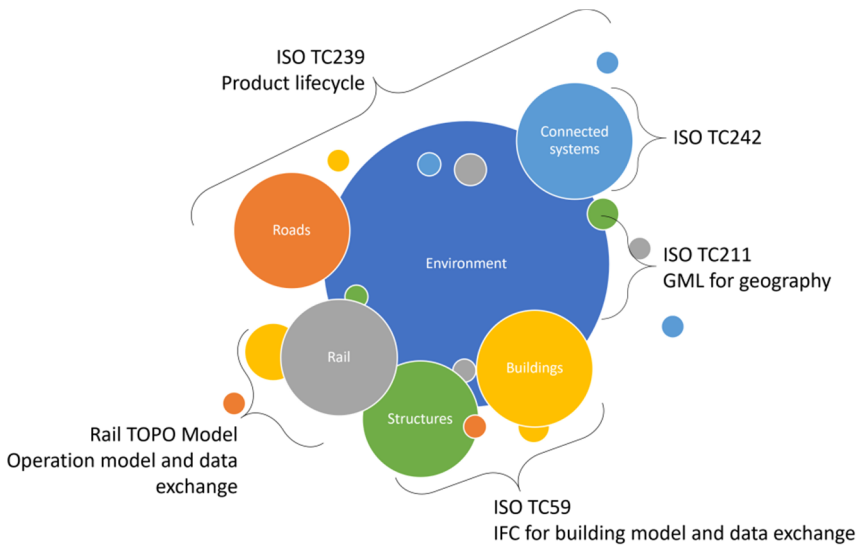 ISO TC239
Product lifecycle
Connected
systems
ISO TC242
Roads
Environment
ISO TC211
GML for geography
Rail
Buildings
Structures
Rail TOPO Model
Operation model and data
exchange
ISO TC59
IFC for building model and data exchange